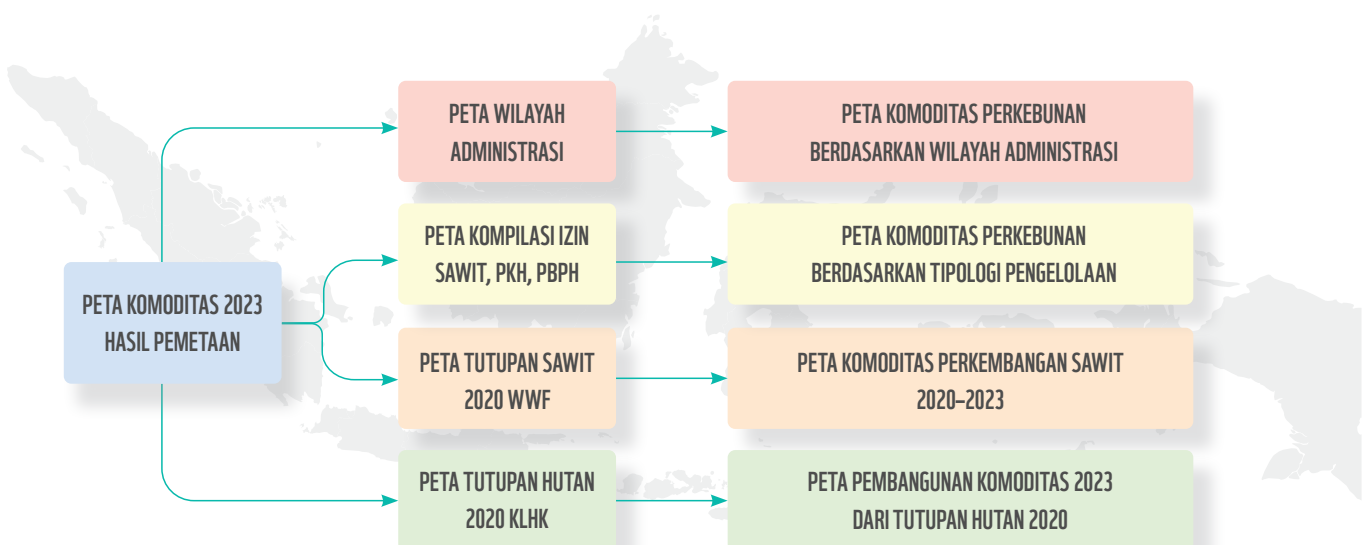 PETA KOMODITAS 2023
HASIL PEMETAAN
PETA WILAYAH
ADMINISTRASI
PETA KOMODITAS PERKEBUNAN
BERDASARKAN WILAYAH ADMINISTRASI
PETA KOMPILASI IZIN
SAWIT, PKH, PBPH
PETA KOMODITAS PERKEBUNAN
BERDASARKAN TIPOLOGI PENGELOLAAN
PETA TUTUPAN SAWIT
2020 WWF
PETA KOMODITAS PERKEMBANGAN SAWIT
2020–2023
PETA TUTUPAN HUTAN
2020 KLHK
PETA PEMBANGUNAN KOMODITAS 2023
DARI TUTUPAN HUTAN 2020